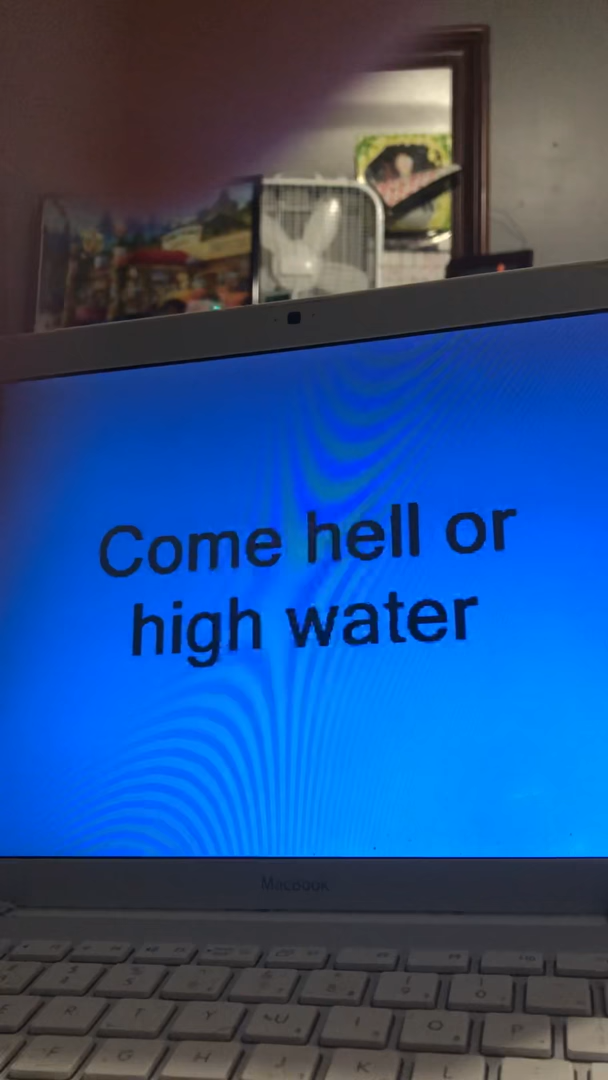 Come hell or
high water
MacBook
R T Y U I O P
F G H J K L